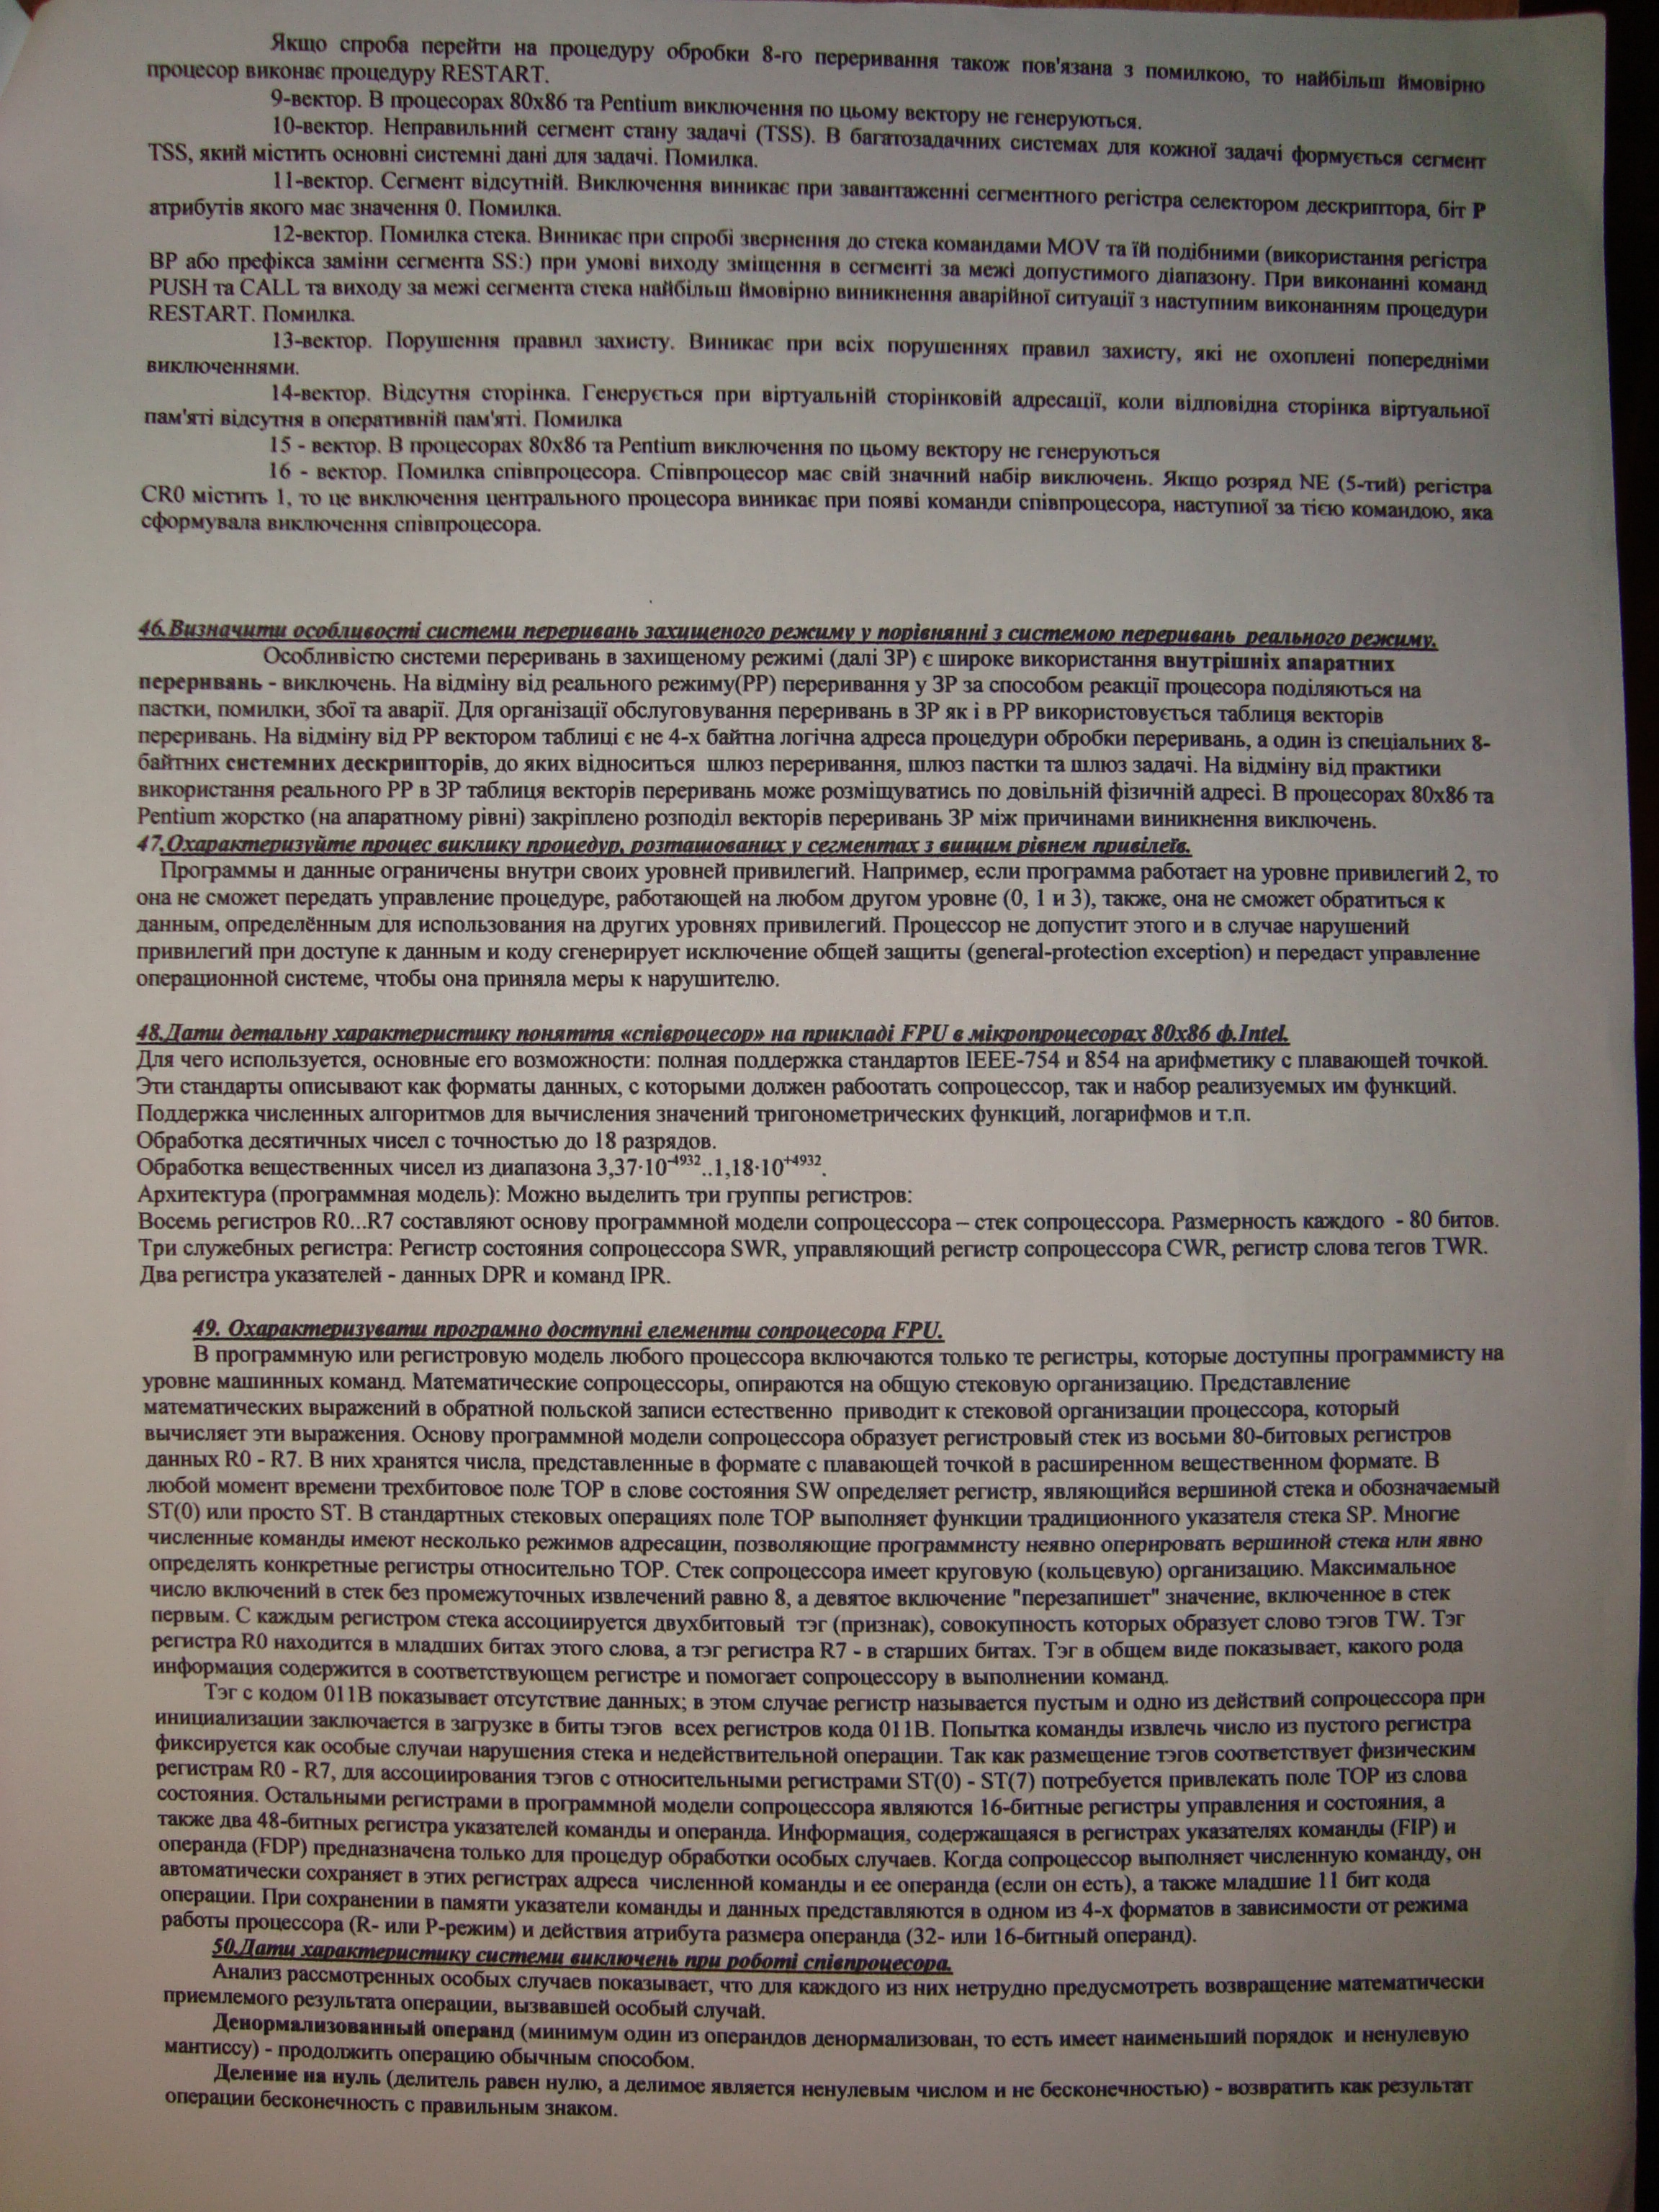 Якщо спроба перейти на процедуру обробки 8-го переривання також пов'язана з помилкою, то найбільш ймовірно
процесор виконає процедуру RESTART.
9-вектор. В процесорах 80x86 та Pentium виключення по цьому вектору не генеруються.
10-вектор. Неправильний сегмент стану задачі (TSS). В багатозадачних системах для кожної задачі формується сегмент
TSS, який містить основні системні дані для задачі. Помилка.
11-вектор. Сегмент відсутній. Виключення виникає при завантаженні сегментного регістра селектором дескриптора, біт P
атрибутів якого має значення 0. Помилка.
12-вектор. Помилка стека. Виникає при спробі звернення до стека командами MOV та їй подібними (використання регістра
BP або префікса заміни сегмента SS:) при умові виходу зміщення в сегменті за межі допустимого діапазону. При виконанні команд
PUSH та CALL та виходу за межі сегмента стека найбільш ймовірно виникнення аварійної ситуації з наступним виконанням процедури
RESTART. Помилка.
13-вектор. Порушення правил захисту. Виникає при всіх порушеннях правил захисту, які не охоплені попередніми
виключеннями.
14-вектор. Відсутня сторінка. Генерується при віртуальній сторінковій адресації, коли відповідна сторінка віртуальної
пам'яті відсутня в оперативній пам'яті. Помилка
15 - вектор. В процесорах 80x86 та Pentium виключення по цьому вектору не генеруються
16 - вектор. Помилка співпроцесора. Співпроцесор має свій значний набір виключень. Якщо розряд NE (5-тий) регістра
CR0 містить 1, то це виключення центрального процесора виникає при появі команди співпроцесора, наступної за тією командою, яка
сформувала виключення співпроцесора.
46.Визначити особливості системи переривань захищеного режиму у порівнянні з системою переривань реального режиму.
Особливістю системи переривань в захищеному режимі (далі ЗР) є широке використання внутрішніх апаратних
переривань - виключень. На відміну від реального режиму(РР) переривання у ЗР за способом реакції процесора поділяються на
пастки, помилки, збої та аварії. Для організації обслуговування переривань в ЗР як і в РР використовується таблиця векторів
переривань. На відміну від РР вектором таблиці є не 4-х байтна логічна адреса процедури обробки переривань, а один із спеціальних 8-
байтних системних дескрипторів, до яких відноситься шлюз переривання, шлюз пастки та шлюз задачі. На відміну від практики
використання реального РР в ЗР таблиця векторів переривань може розміщуватись по довільній фізичній адресі. В процесорах 80x86 та
Pentium жорстко (на апаратному рівні) закріплено розподіл векторів переривань ЗР між причинами виникнення виключень.
47.Охарактеризуйте процес виклику процедур, розташованих у сегментах з вищим рівнем привілеїв.
Программы и данные ограничены внутри своих уровней привилегий. Например, если программа работает на уровне привилегий 2, то
она не сможет передать управление процедуре, работающей на любом другом уровне (0, 1 и 3), также, она не сможет обратиться к
данным, определённым для использования на других уровнях привилегий. Процессор не допустит этого и в случае нарушений
привилегий при доступе к данным и коду сгенерирует исключение общей защиты (general-protection exception) и передаст управление
операционной системе, чтобы она приняла меры к нарушителю.
48.Дати детальну характеристику поняття «співроцесор» на прикладі FPU в мікропроцесорах 80x86 ф.Intel.
Для чего используется, основные его возможности: полная поддержка стандартов IEEE-754 и 854 на арифметику с плавающей точкой.
Эти стандарты описывают как форматы данных, с которыми должен рабоотать сопроцессор, так и набор реализуемых им функций.
Поддержка численных алгоритмов для вычисления значений тригонометрических функций, логарифмов и т.п.
Обработка десятичных чисел с точностью до 18 разрядов.
Обработка вещественных чисел из диапазона 3,37·10⁻⁴⁹³²..1,18·10⁺⁴⁹³².
Архитектура (программная модель): Можно выделить три группы регистров:
Восемь регистров R0...R7 составляют основу программной модели сопроцессора – стек сопроцессора. Размерность каждого - 80 битов.
Три служебных регистра: Регистр состояния сопроцессора SWR, управляющий регистр сопроцессора CWR, регистр слова тегов TWR.
Два регистра указателей - данных DPR и команд IPR.
49. Охарактеризувати програмно доступні елементи сопроцесора FPU.
В программную или регистровую модель любого процессора включаются только те регистры, которые доступны программисту на
уровне машинных команд. Математические сопроцессоры, опираются на общую стековую организацию. Представление
математических выражений в обратной польской записи естественно приводит к стековой организации процессора, который
вычисляет эти выражения. Основу программной модели сопроцессора образует регистровый стек из восьми 80-битовых регистров
данных R0 - R7. В них хранятся числа, представленные в формате с плавающей точкой в расширенном вещественном формате. В
любой момент времени трехбитовое поле TOP в слове состояния SW определяет регистр, являющийся вершиной стека и обозначаемый
ST(0) или просто ST. В стандартных стековых операциях поле TOP выполняет функции традиционного указателя стека SP. Многие
численные команды имеют несколько режимов адресации, позволяющие программисту неявно оперировать вершиной стека или явно
определять конкретные регистры относительно TOP. Стек сопроцессора имеет круговую (кольцевую) организацию. Максимальное
число включений в стек без промежуточных извлечений равно 8, а девятое включение "перезапишет" значение, включенное в стек
первым. С каждым регистром стека ассоциируется двухбитовый тэг (признак), совокупность которых образует слово тэгов TW. Тэг
регистра R0 находится в младших битах этого слова, а тэг регистра R7 - в старших битах. Тэг в общем виде показывает, какого рода
информация содержится в соответствующем регистре и помогает сопроцессору в выполнении команд.
Тэг с кодом 011В показывает отсутствие данных; в этом случае регистр называется пустым и одно из действий сопроцессора при
инициализации заключается в загрузке в биты тэгов всех регистров кода 011В. Попытка команды извлечь число из пустого регистра
фиксируется как особые случаи нарушения стека и недействительной операции. Так как размещение тэгов соответствует физическим
регистрам R0 - R7, для ассоциирования тэгов с относительными регистрами ST(0) - ST(7) потребуется привлекать поле TOP из слова
состояния. Остальными регистрами в программной модели сопроцессора являются 16-битные регистры управления и состояния, а
также два 48-битных регистра указателей команды и операнда. Информация, содержащаяся в регистрах указателях команды (FIP) и
операнда (FDP) предназначена только для процедур обработки особых случаев. Когда сопроцессор выполняет численную команду, он
автоматически сохраняет в этих регистрах адреса численной команды и ее операнда (если он есть), а также младшие 11 бит кода
операции. При сохранении в памяти указатели команды и данных представляются в одном из 4-х форматов в зависимости от режима
работы процессора (R- или P-режим) и действия атрибута размера операнда (32- или 16-битный операнд).
50.Дати характеристику системи виключень при роботі співпроцесора.
Анализ рассмотренных особых случаев показывает, что для каждого из них нетрудно предусмотреть возвращение математически
приемлемого результата операции, вызвавшей особый случай.
Денормализованный операнд (минимум один из операндов денормализован, то есть имеет наименьший порядок и ненулевую
мантиссу) - продолжить операцию обычным способом.
Деление на нуль (делитель равен нулю, а делимое является ненулевым числом и не бесконечностью) - возвратить как результат
операции бесконечность с правильным знаком.